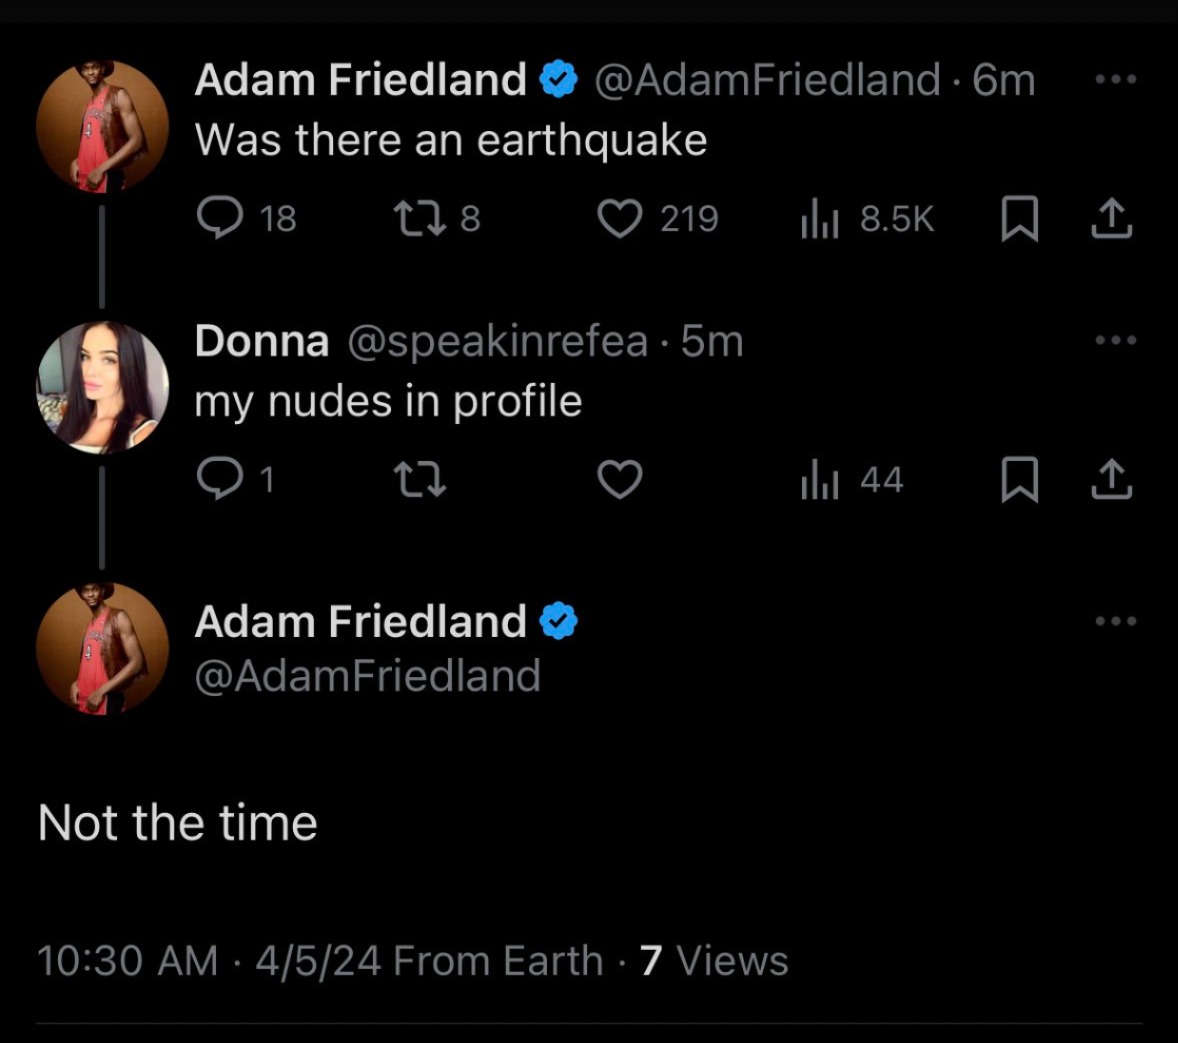 Adam Friedland @AdamFriedland · 6m
Was there an earthquake
18 8 219 8.5K
Donna @speakinrefea · 5m
my nudes in profile
1 44
Adam Friedland
@AdamFriedland
Not the time
10:30 AM · 4/5/24 From Earth · 7 Views